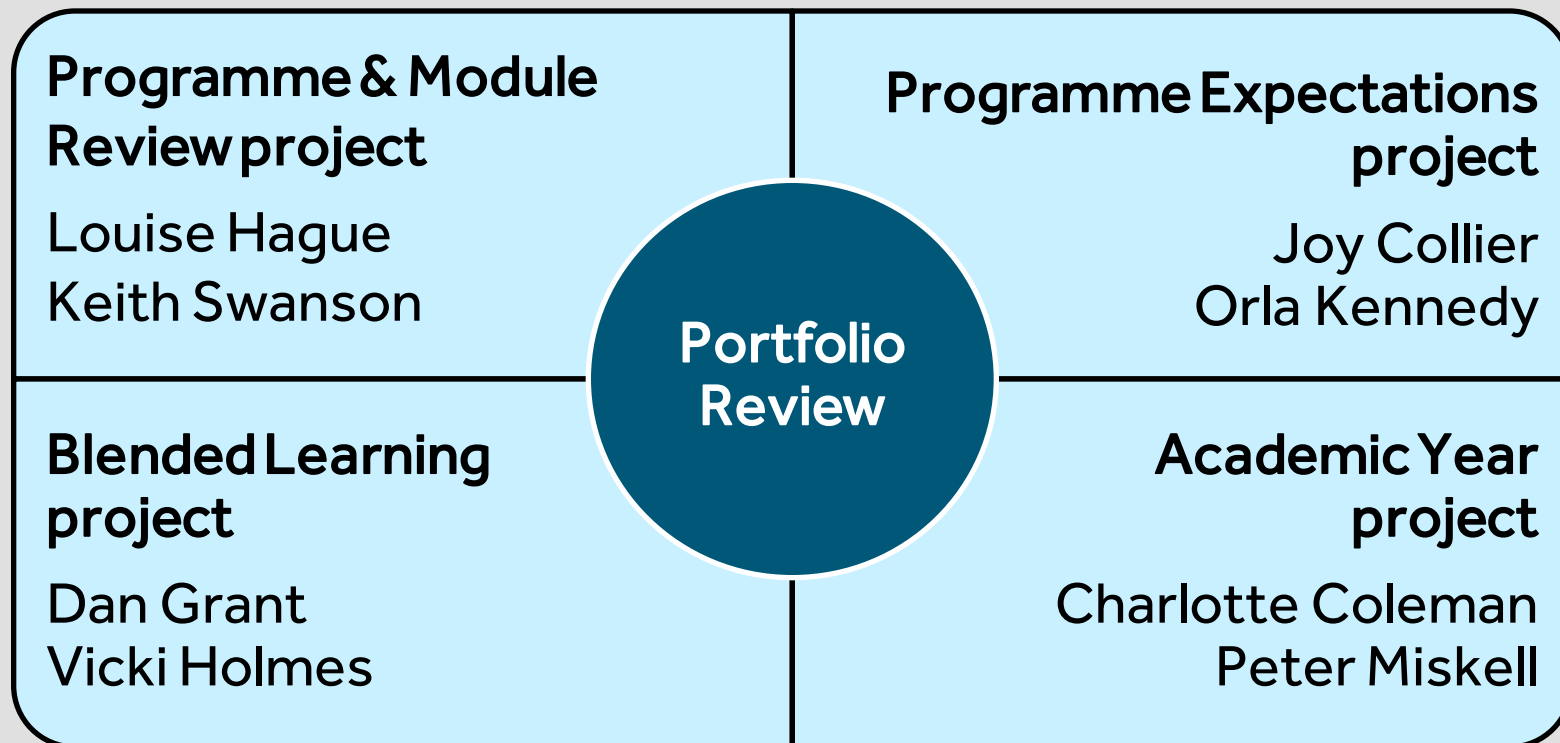 Programme & Module
Review project
Louise Hague
Keith Swanson
Programme Expectations
project
Joy Collier
Orla Kennedy
Portfolio
Review
Blended Learning
project
Dan Grant
Vicki Holmes
Academic Year
project
Charlotte Coleman
Peter Miskell